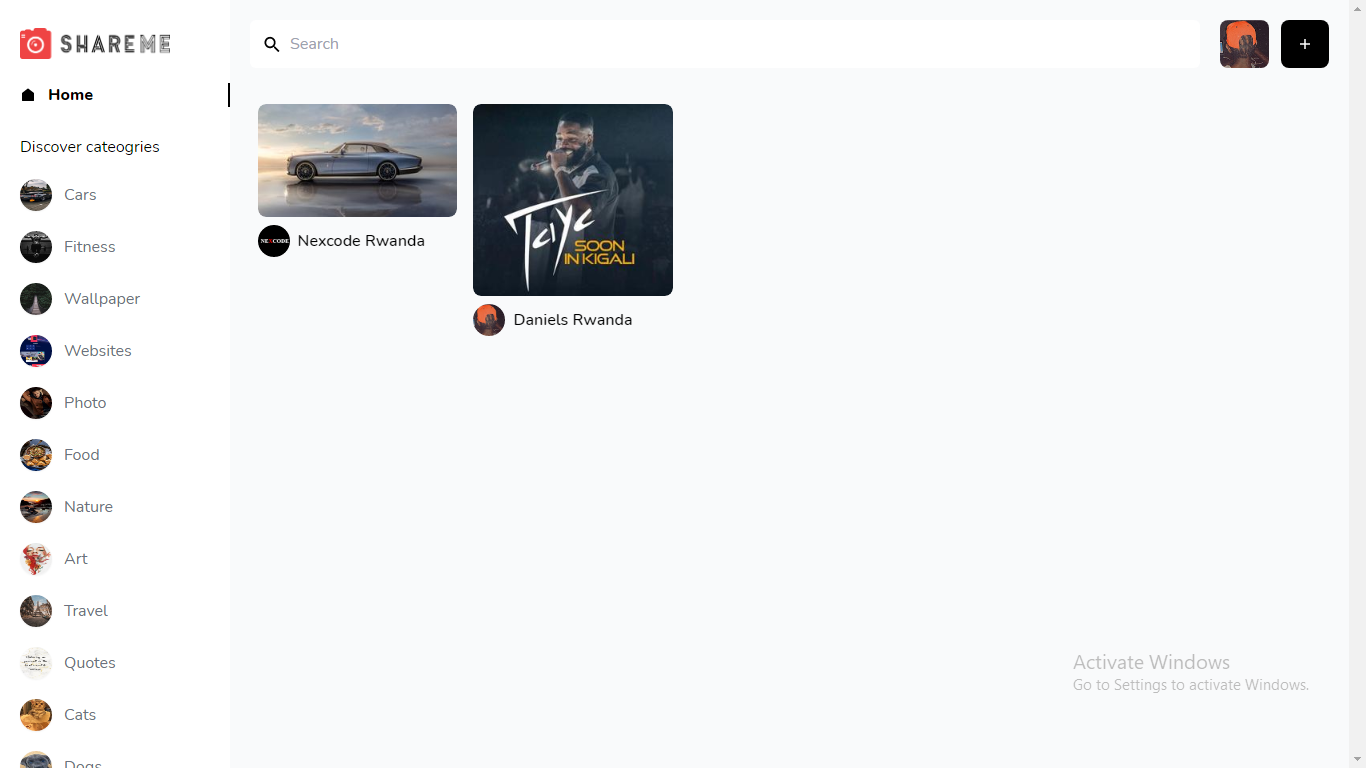 SHAREME
Search
+
Home
Discover cateogries
Cars
Fitness
Wallpaper
Websites
Photo
Food
Nature
Art
Travel
Quotes
Cats
Dogs
NEXCODE
Nexcode Rwanda
Tayc
SOON
IN KIGALI
Daniels Rwanda
Activate Windows
Go to Settings to activate Windows.